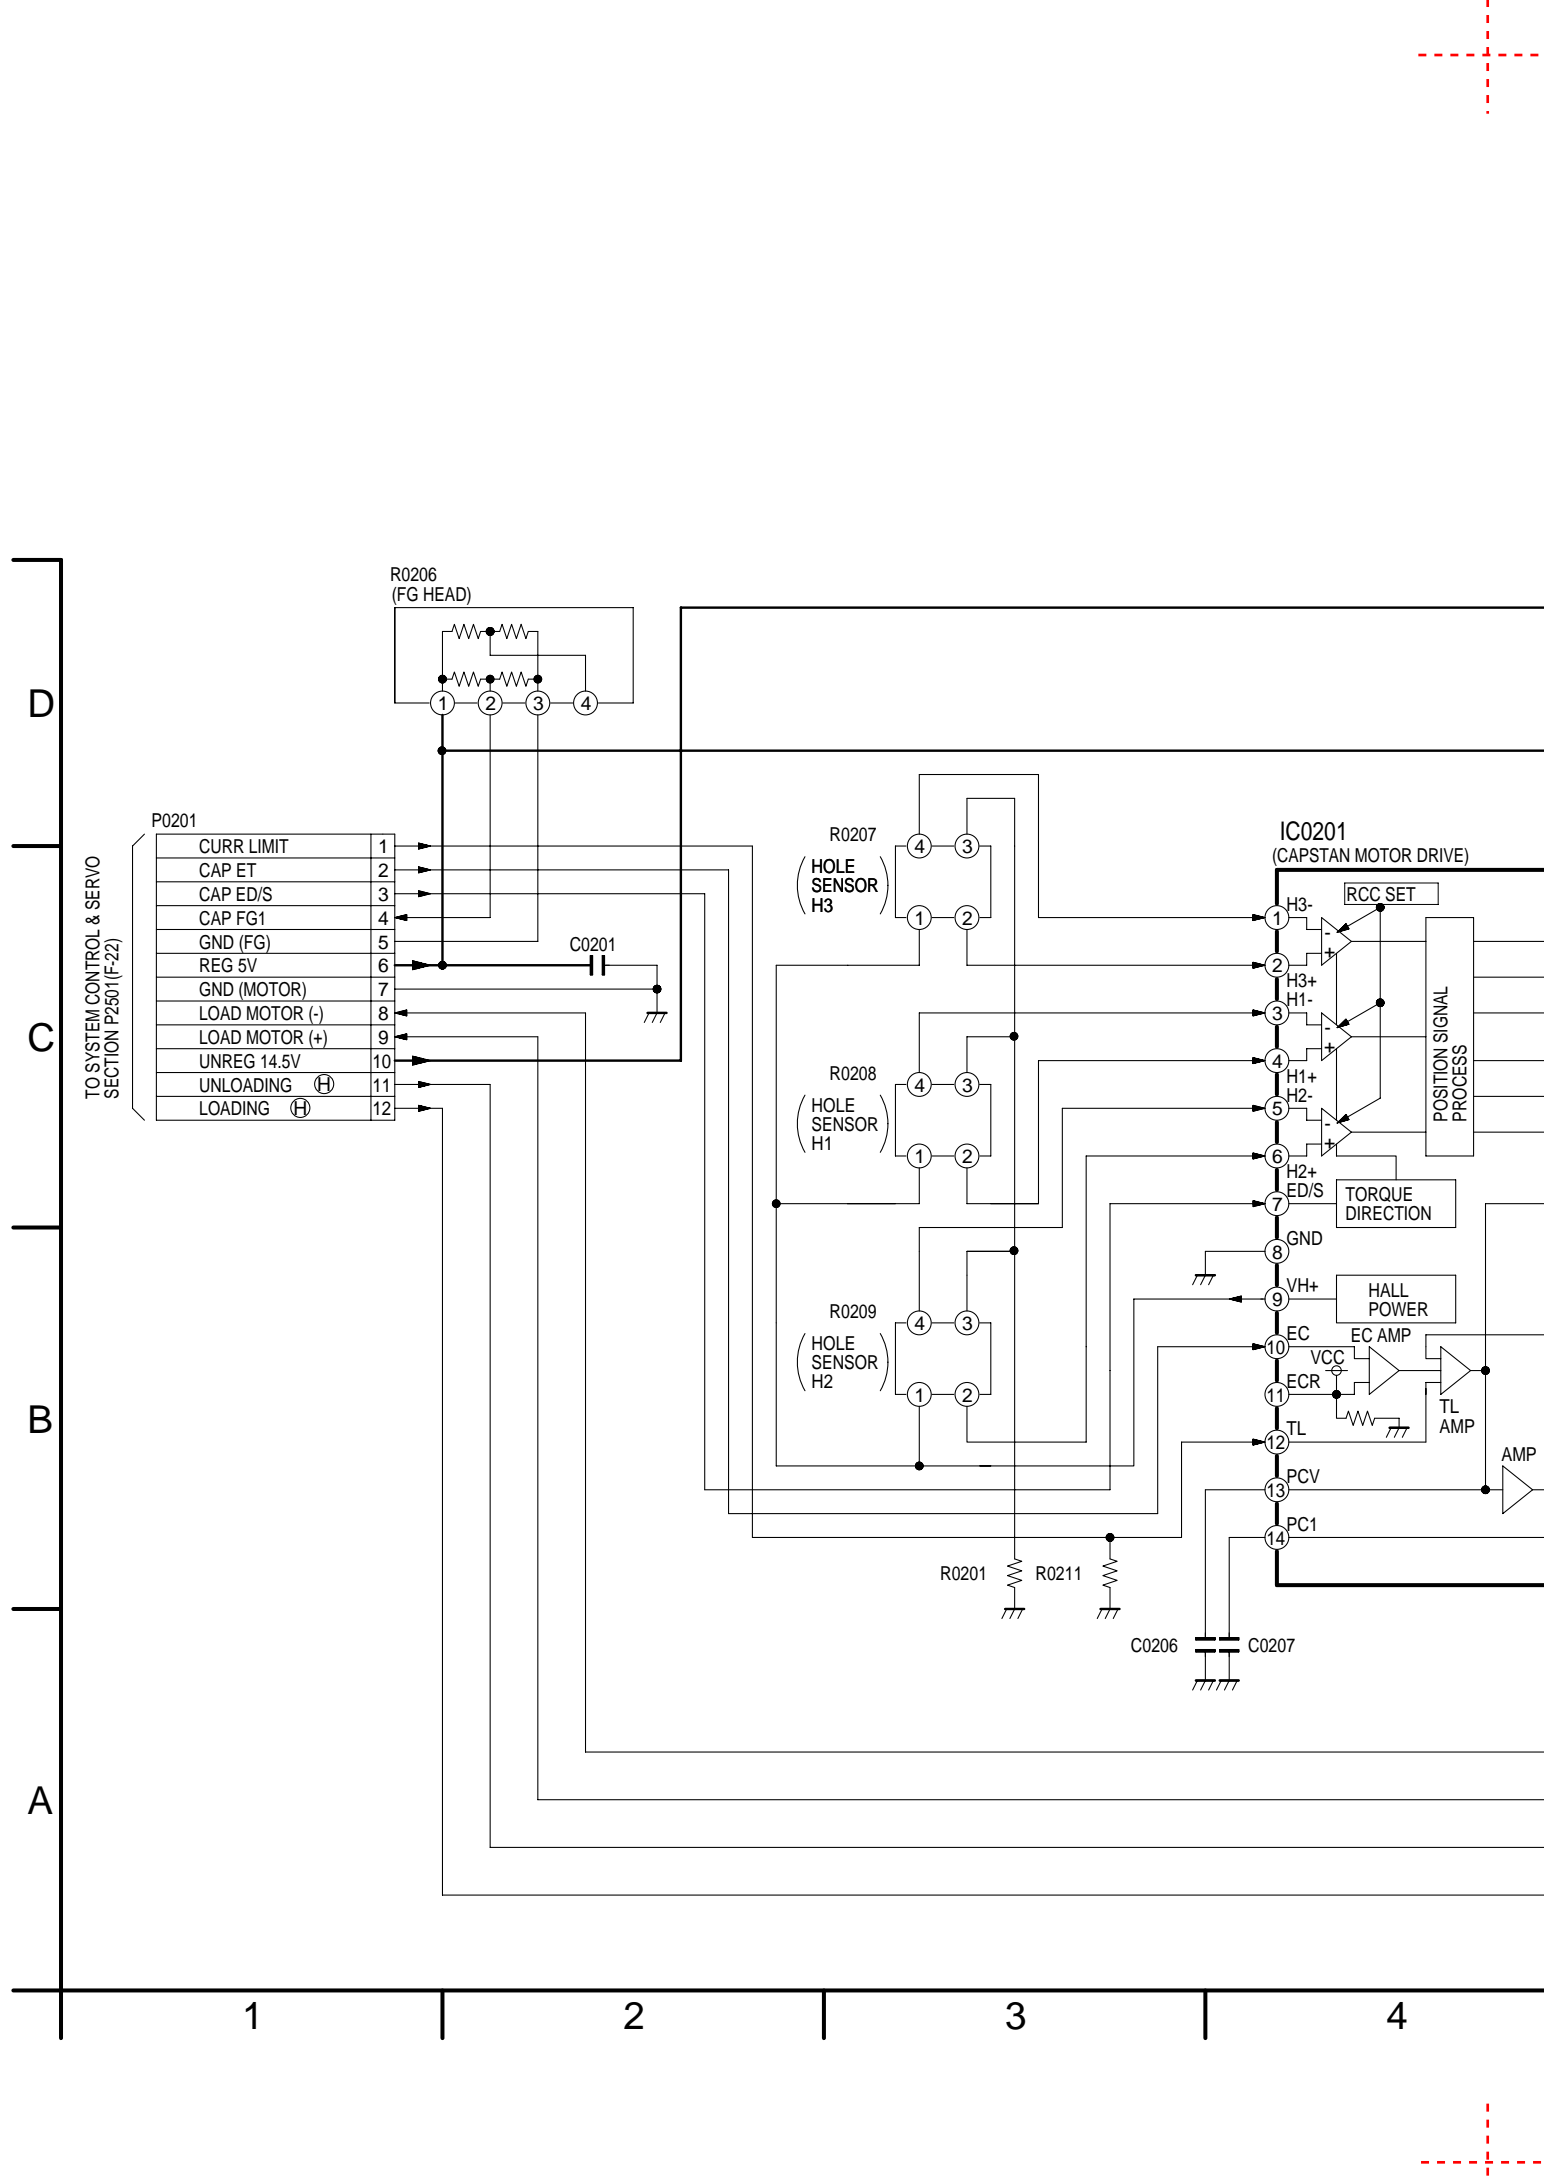 R0206
(FG HEAD)
1 2 3 4
D
P0201
CURR LIMIT 1
CAP ET 2
CAP ED/S 3
CAP FG1 4
GND (FG) 5
REG 5V 6
GND (MOTOR) 7
LOAD MOTOR (-) 8
LOAD MOTOR (+) 9
UNREG 14.5V 10
UNLOADING H 11
LOADING H 12
TO SYSTEM CONTROL & SERVO
SECTION P2501(F-22)
C0201
C
R0207
HOLE
SENSOR
H3
4 3
1 2
R0208
HOLE
SENSOR
H1
4 3
1 2
R0209
HOLE
SENSOR
H2
4 3
1 2
IC0201
(CAPSTAN MOTOR DRIVE)
RCC SET
1 H3-
-
+
2
H3+
H1-
3
-
+
4
H1+
H2-
5
-
+
6
H2+
ED/S
7
POSITION SIGNAL
PROCESS
TORQUE
DIRECTION
8 GND
9 VH+
HALL
POWER
10 EC
EC AMP
VCC
11 ECR
TL
AMP
12 TL
13 PCV
AMP
14 PC1
B
R0201
R0211
C0206
C0207
A
1 2 3 4